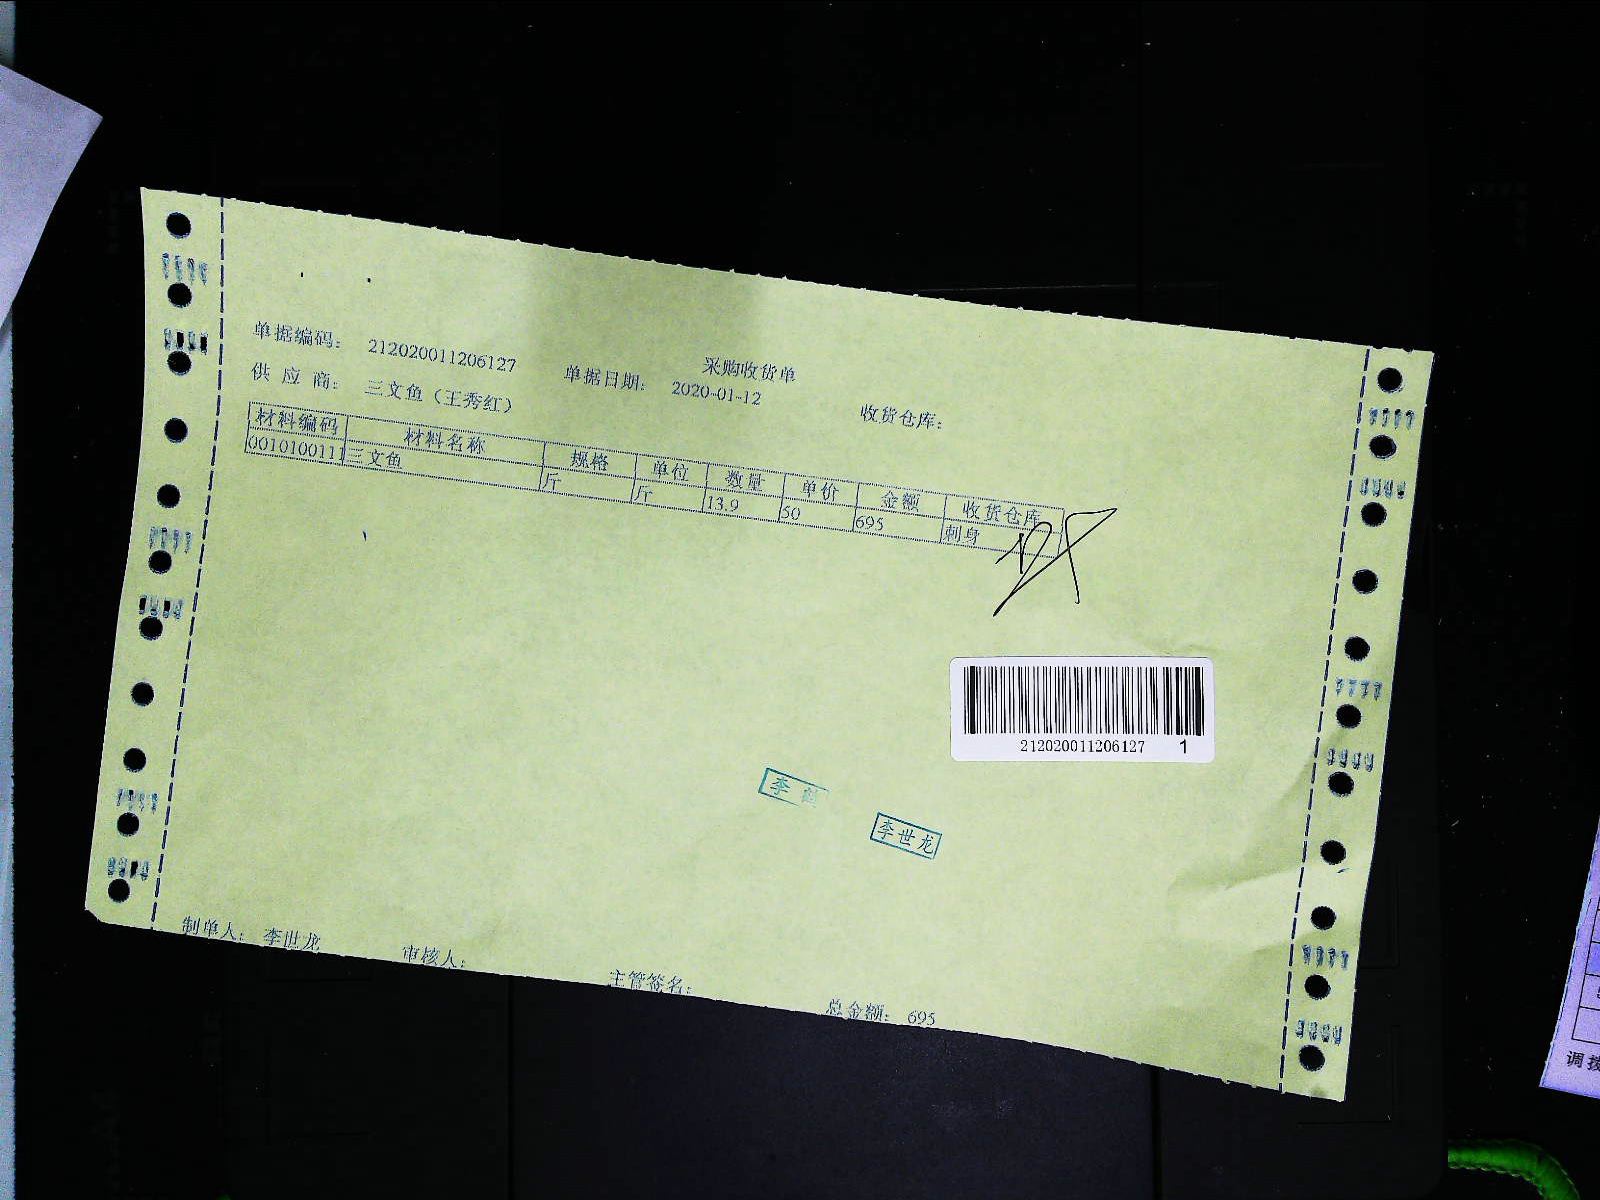 采购收货单
单据编码： 212020011206127 单据日期： 2020-01-12 收货仓库：
供 应 商： 三文鱼（王秀红）
材料编码 材料名称 规格 单位 数量 单价 金额 收货仓库
0010100111 三文鱼 斤 斤 13.9 50 695 刺身
212020011206127 1
李
李世龙
制单人： 李世龙 审核人： 主管签名： 总金额： 695
调拨